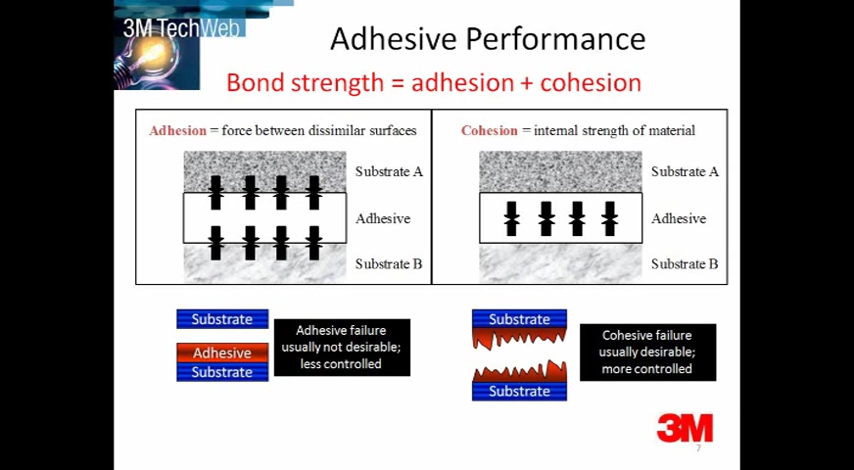 3M TechWeb
Adhesive Performance
Bond strength = adhesion + cohesion
Adhesion = force between dissimilar surfaces
Substrate A
Adhesive
Substrate B
Cohesion = internal strength of material
Substrate A
Adhesive
Substrate B
Substrate
Adhesive
Substrate
Adhesive failure
usually not desirable;
less controlled
Substrate
Substrate
Cohesive failure
usually desirable;
more controlled
3M
7